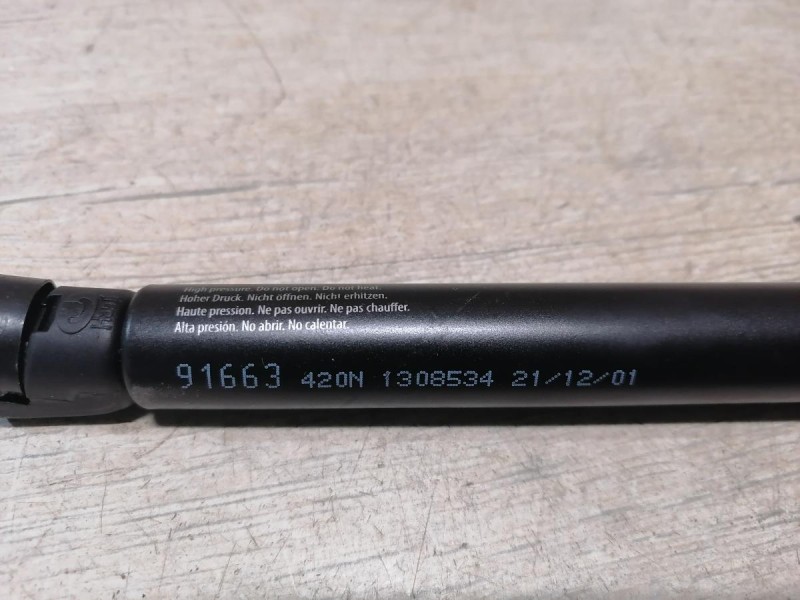 High pressure. Do not open. Do not heat.
Hoher Druck. Nicht öffnen. Nicht erhitzen.
Haute pression. Ne pas ouvrir. Ne pas chauffer.
Alta presión. No abrir. No calentar.
91663 420N 1308534 21/12/01